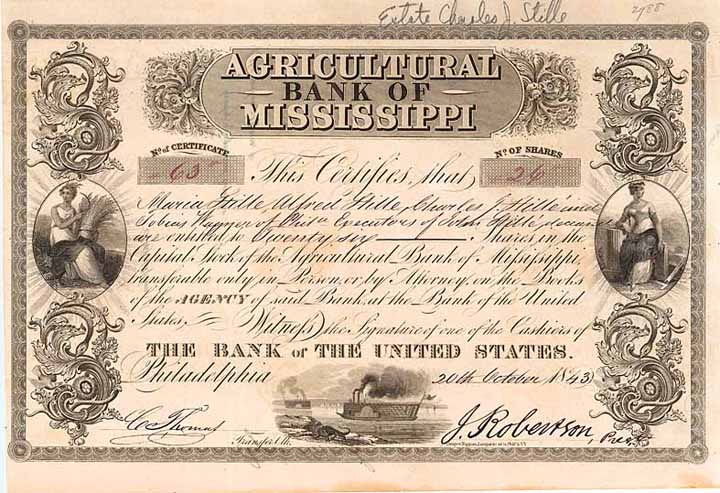 Estate Charles J. Stille
AGRICULTURAL
BANK OF
MISSISSIPPI
No. of CERTIFICATE
63
No. OF SHARES
26
This Certifies, that
Maria Stille, Alfred Stille, Charles J. Stillé and
Tobias Wagner of Phila Executors of John Stillé deceased
are entitled to Twenty six Shares in the
Capital Stock of the Agricultural Bank of Mississippi,
transferable only in Person, or by Attorney, on the Books
of the AGENCY of said Bank, at the Bank of the United
States, Witness, the Signature of one of the Cashiers of
THE BANK OF THE UNITED STATES.
Philadelphia 20th October 1843
C Thomas
Transfer Clk.
J. Robertson, Prest.